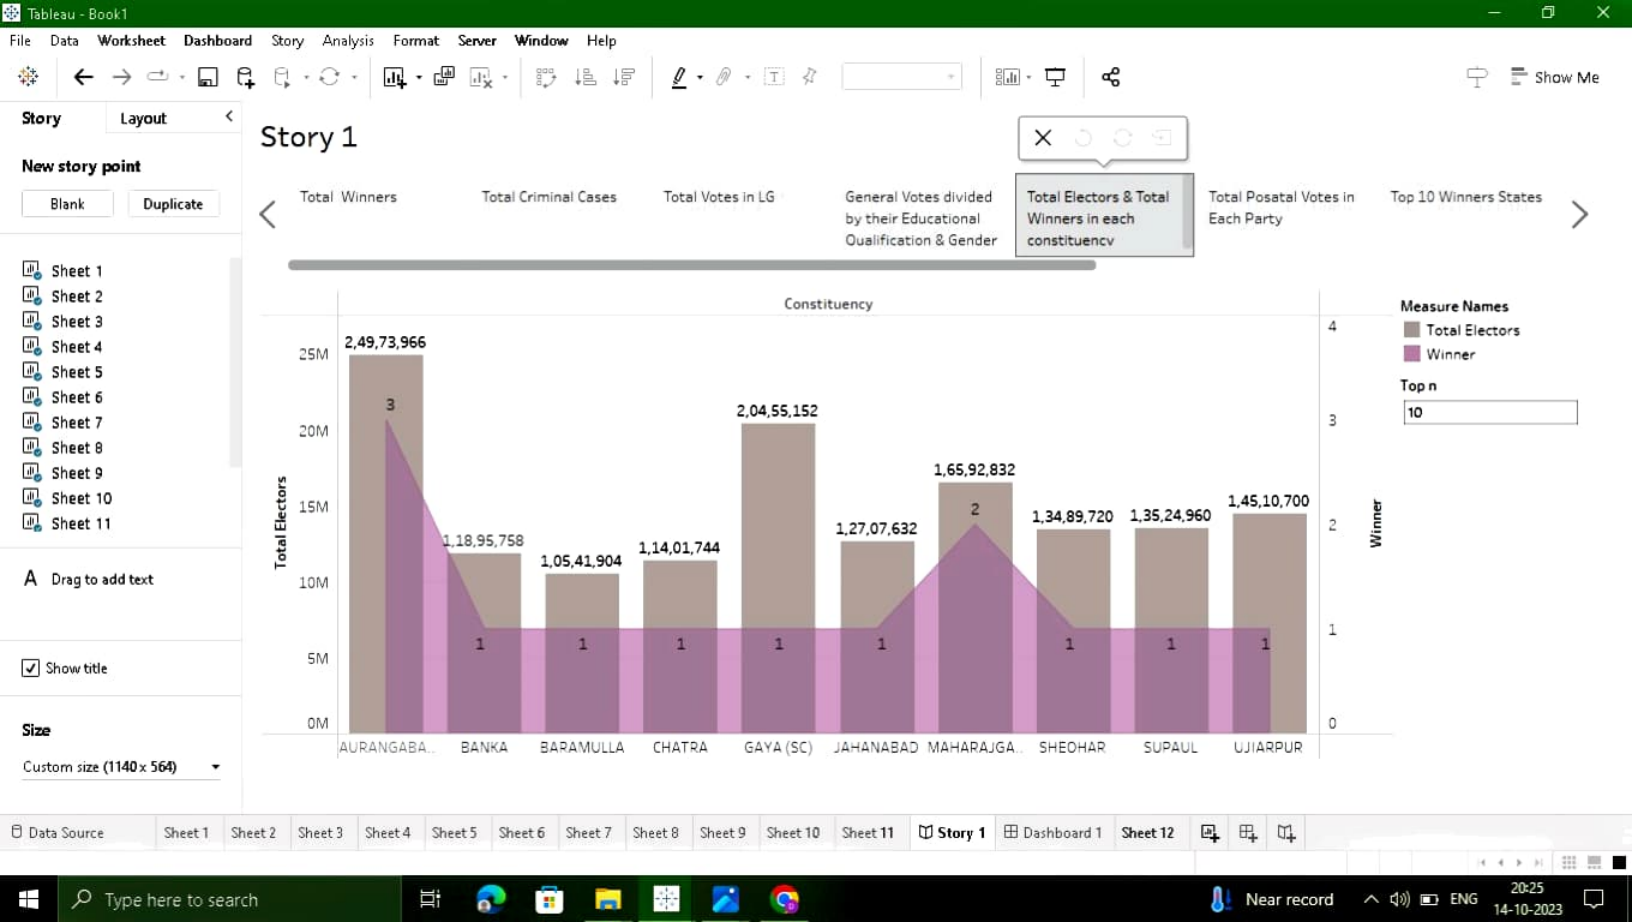 Tableau - Book1
File Data Worksheet Dashboard Story Analysis Format Server Window Help
Show Me
Story Layout
New story point
Blank Duplicate
Sheet 1
Sheet 2
Sheet 3
Sheet 4
Sheet 5
Sheet 6
Sheet 7
Sheet 8
Sheet 9
Sheet 10
Sheet 11
A Drag to add text
Show title
Size
Custom size (1140 x 564)
Story 1
Total Winners
Total Criminal Cases
Total Votes in LG
General Votes divided
by their Educational
Qualification & Gender
Total Electors & Total
Winners in each
constituency
Total Posatal Votes in
Each Party
Top 10 Winners States
Constituency
Total Electors
25M
20M
15M
10M
5M
0M
2,49,73,966
1,18,95,758
1,05,41,904
1,14,01,744
2,04,55,152
1,27,07,632
1,65,92,832
1,34,89,720
1,35,24,960
1,45,10,700
3
1
1
1
1
1
2
1
1
1
AURANGABA.. BANKA BARAMULLA CHATRA GAYA (SC) JAHANABAD MAHARAJGA.. SHEOHAR SUPAUL UJIARPUR
4
3
2
1
0
Winner
Measure Names
Total Electors
Winner
Top n
10
Data Source Sheet 1 Sheet 2 Sheet 3 Sheet 4 Sheet 5 Sheet 6 Sheet 7 Sheet 8 Sheet 9 Sheet 10 Sheet 11 Story 1 Dashboard 1 Sheet 12
Type here to search
Near record
ENG
20:25
14-10-2023